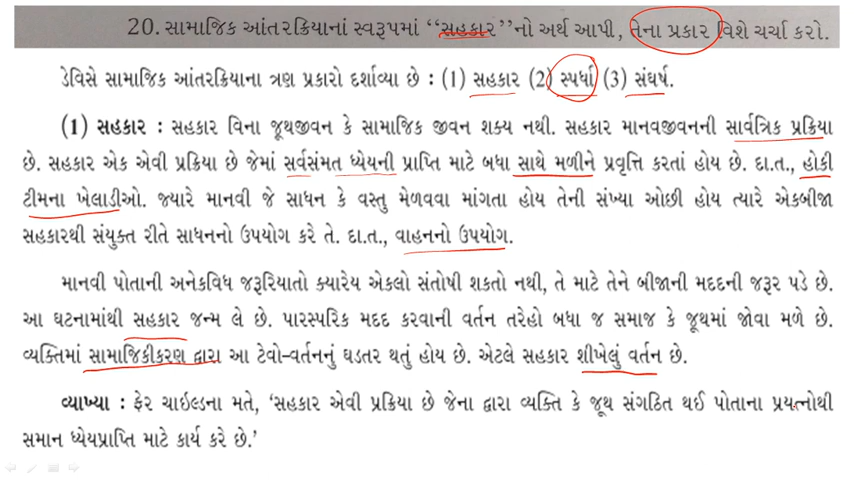 20. સામાજિક આંતરક્રિયાનાં સ્વરૂપમાં “સહકાર”નો અર્થ આપી, તેના પ્રકાર વિશે ચર્ચા કરો.
ડેવિસે સામાજિક આંતરક્રિયાના ત્રણ પ્રકારો દર્શાવ્યા છે : (1) સહકાર (2) સ્પર્ધા (3) સંઘર્ષ.
(1) સહકાર : સહકાર વિના જૂથજીવન કે સામાજિક જીવન શક્ય નથી. સહકાર માનવજીવનની સાર્વત્રિક પ્રક્રિયા
છે. સહકાર એક એવી પ્રક્રિયા છે જેમાં સર્વસંમત ધ્યેયની પ્રાપ્તિ માટે બધા સાથે મળીને પ્રવૃત્તિ કરતાં હોય છે. દા.ત., હોકી
ટીમના ખેલાડીઓ. જ્યારે માનવી જે સાધન કે વસ્તુ મેળવવા માંગતા હોય તેની સંખ્યા ઓછી હોય ત્યારે એકબીજા
સહકારથી સંયુક્ત રીતે સાધનનો ઉપયોગ કરે તે. દા.ત., વાહનનો ઉપયોગ.
માનવી પોતાની અનેકવિધ જરૂરિયાતો ક્યારેય એકલો સંતોષી શકતો નથી, તે માટે તેને બીજાની મદદની જરૂર પડે છે.
આ ઘટનામાંથી સહકાર જન્મ લે છે. પારસ્પરિક મદદ કરવાની વર્તન તરેહો બધા જ સમાજ કે જૂથમાં જોવા મળે છે.
વ્યક્તિમાં સામાજિકીકરણ દ્વારા આ ટેવો-વર્તનનું ઘડતર થતું હોય છે. એટલે સહકાર શીખેલું વર્તન છે.
વ્યાખ્યા : ફેર ચાઇલ્ડના મતે, ‘સહકાર એવી પ્રક્રિયા છે જેના દ્વારા વ્યક્તિ કે જૂથ સંગઠિત થઈ પોતાના પ્રયત્નોથી
સમાન ધ્યેયપ્રાપ્તિ માટે કાર્ય કરે છે.’